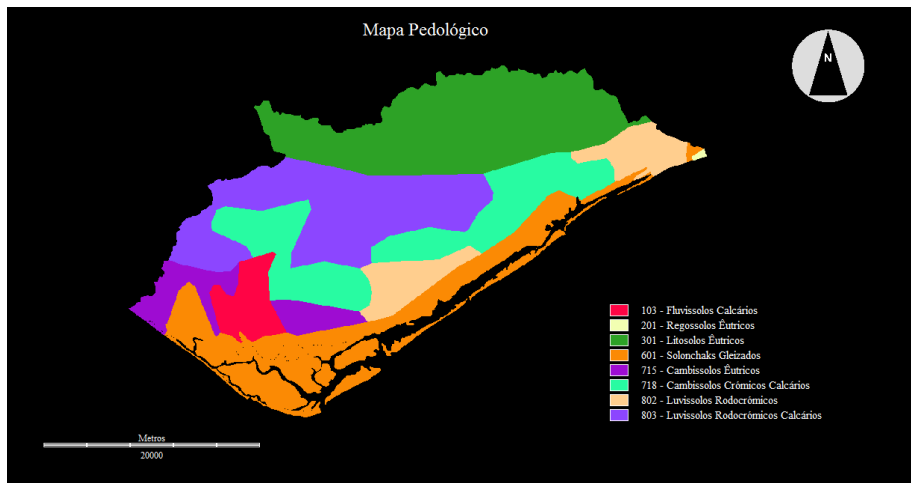 Mapa Pedológico
N
103 - Fluvissolos Calcários
201 - Regossolos Êutricos
301 - Litosolos Êutricos
601 - Solonchaks Gleizados
715 - Cambissolos Êutricos
718 - Cambissolos Crómicos Calcários
802 - Luvissolos Rodocrómicos
803 - Luvissolos Rodocrómicos Calcários
Metros
20000